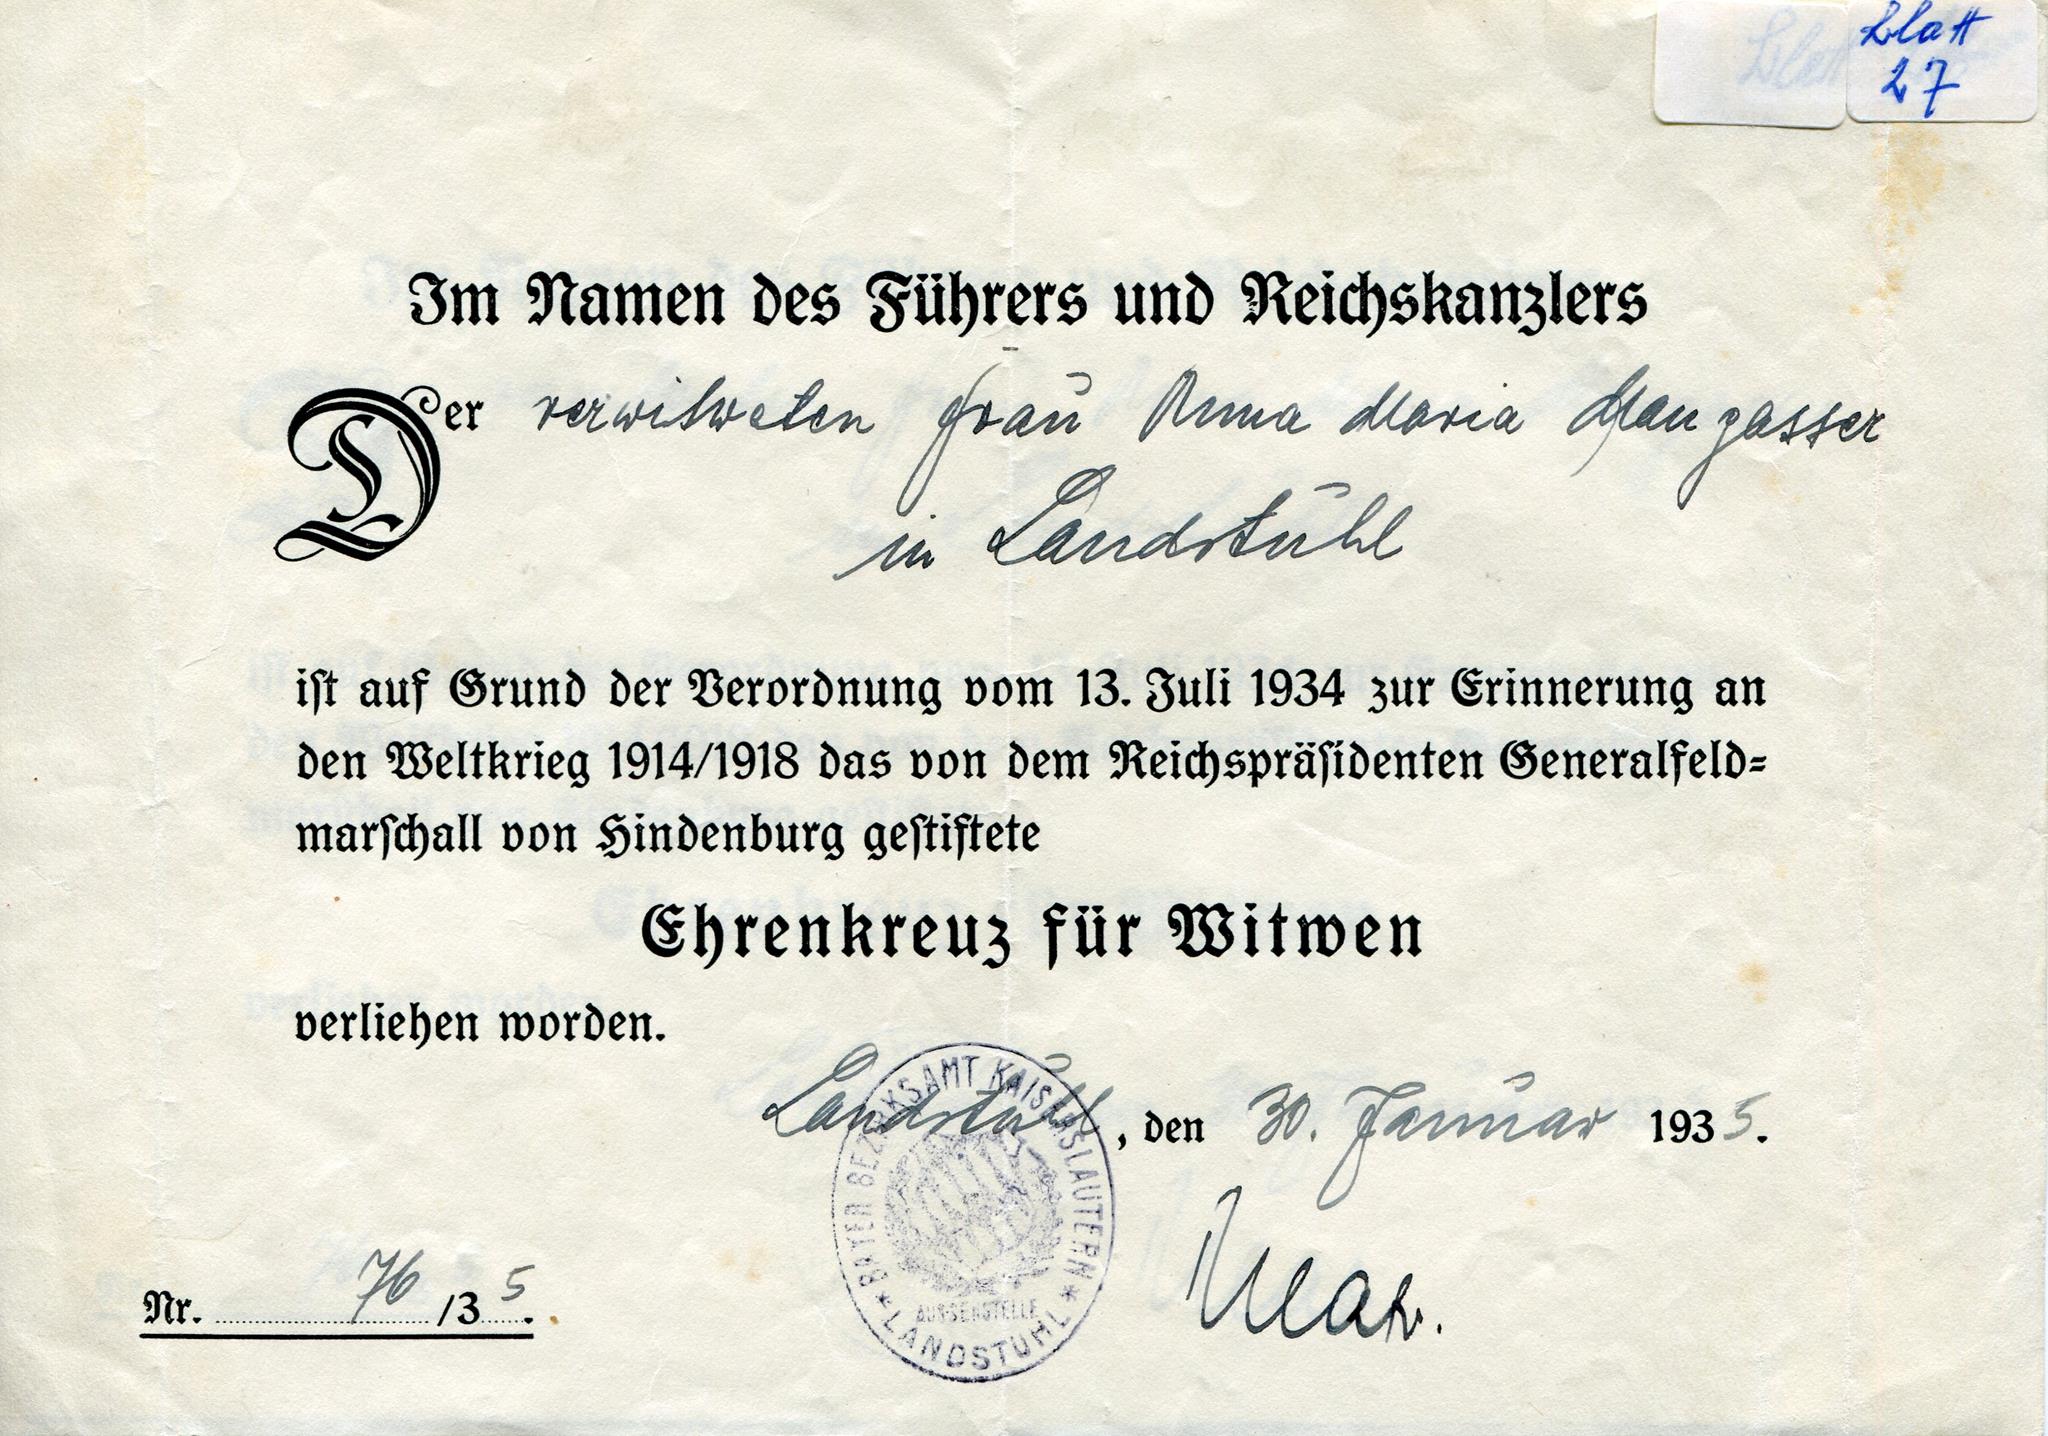 Blatt
27
Im Namen des Führers und Reichskanzlers
Der verwitweten Frau Anna Maria Mangasser
in Landstuhl
ist auf Grund der Verordnung vom 13. Juli 1934 zur Erinnerung an
den Weltkrieg 1914/1918 das von dem Reichspräsidenten Generalfeld=
marschall von Hindenburg gestiftete
Ehrenkreuz für Witwen
verliehen worden.
Landstuhl, den 30. Januar 1935.
BAYER BEZIRKSAMT KAISERSLAUTERN
AUSSENSTELLE
* LANDSTUHL *
Nr. 76/35.